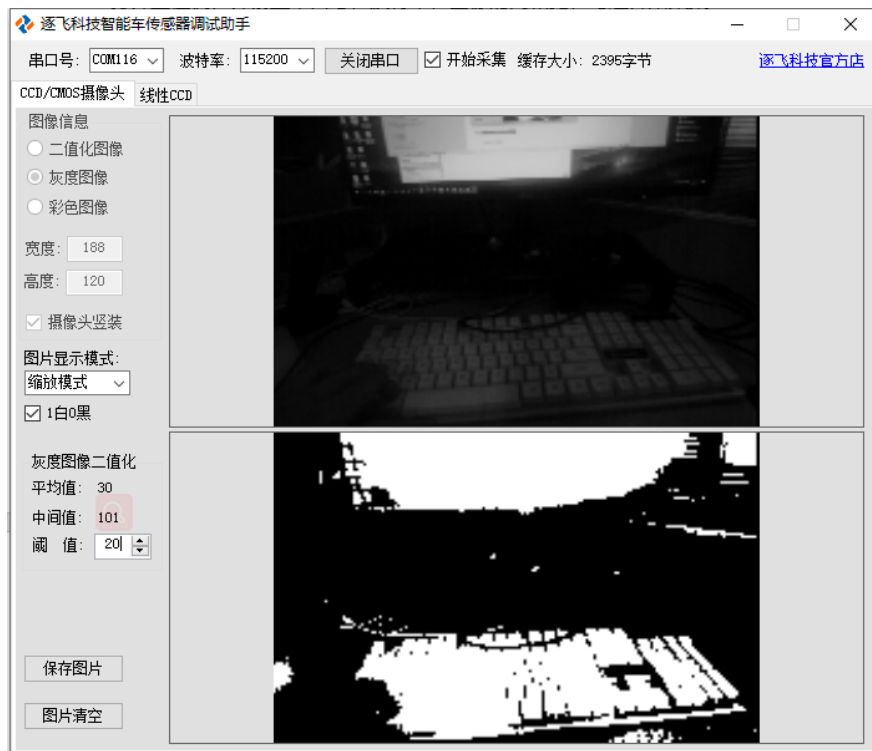 逐飞科技智能车传感器调试助手
串口号: COM116 波特率: 115200 关闭串口 开始采集 缓存大小: 2395字节 逐飞科技官方店
CCD/CMOS摄像头 线性CCD
图像信息
二值化图像
灰度图像
彩色图像
宽度: 188
高度: 120
摄像头竖装
图片显示模式:
缩放模式
1白0黑
灰度图像二值化
平均值: 30
中间值: 101
阈 值: 20
保存图片
图片清空